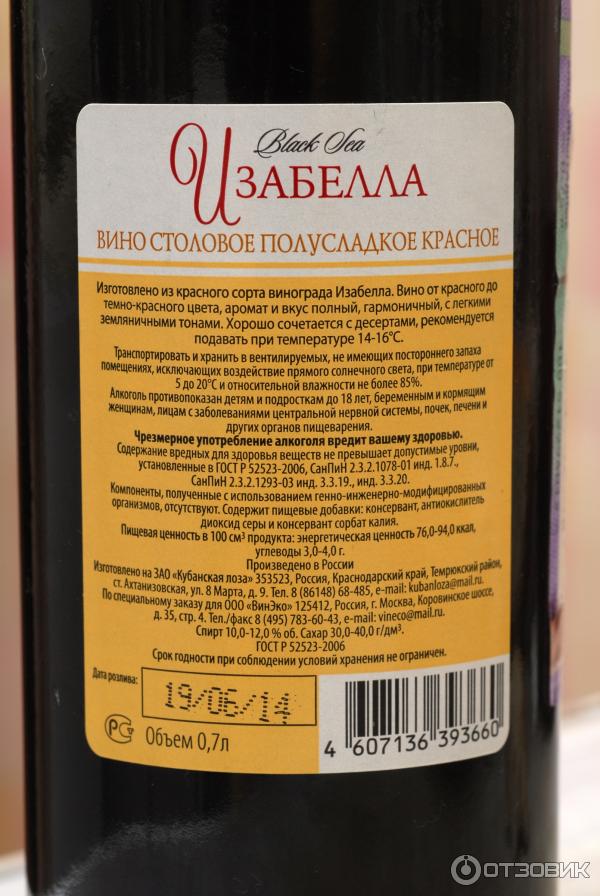 Black Sea
ИЗАБЕЛЛА
ВИНО СТОЛОВОЕ ПОЛУСЛАДКОЕ КРАСНОЕ
Изготовлено из красного сорта винограда Изабелла. Вино от красного до
темно-красного цвета, аромат и вкус полный, гармоничный, с легкими
земляничными тонами. Хорошо сочетается с десертами, рекомендуется
подавать при температуре 14-16°С.
Транспортировать и хранить в вентилируемых, не имеющих постороннего запаха
помещениях, исключающих воздействие прямого солнечного света, при температуре от
5 до 20°С и относительной влажности не более 85%.
Алкоголь противопоказан детям и подросткам до 18 лет, беременным и кормящим
женщинам, лицам с заболеваниями центральной нервной системы, почек, печени и
других органов пищеварения.
Чрезмерное употребление алкоголя вредит вашему здоровью.
Содержание вредных для здоровья веществ не превышает допустимые уровни,
установленные в ГОСТ Р 52523-2006, СанПиН 2.3.2.1078-01 инд. 1.8.7.,
СанПиН 2.3.2.1293-03 инд. 3.3.19., инд. 3.3.20.
Компоненты, полученные с использованием генно-инженерно-модифицированных
организмов, отсутствуют. Содержит пищевые добавки: консервант, антиокислитель
диоксид серы и консервант сорбат калия.
Пищевая ценность в 100 см³ продукта: энергетическая ценность 76,0-94,0 ккал,
углеводы 3,0-4,0 г.
Произведено в России
Изготовлено на ЗАО «Кубанская лоза» 353523, Россия, Краснодарский край, Темрюкский район,
ст. Ахтанизовская, ул. 8 Марта, д. 9. Тел. 8 (86148) 68-485, e-mail: kubanloza@mail.ru.
По специальному заказу для ООО «ВинЭко» 125412, Россия, г. Москва, Коровинское шоссе,
д. 35, стр. 4. Тел./факс 8 (495) 783-60-43, e-mail: vineco@mail.ru.
Спирт 10,0-12,0 % об. Сахар 30,0-40,0 г/дм³.
ГОСТ Р 52523-2006
Срок годности при соблюдении условий хранения не ограничен.
Дата розлива:
19/06/14
РСТ Объем 0,7л
4 607136 393660
ОТЗОВИК